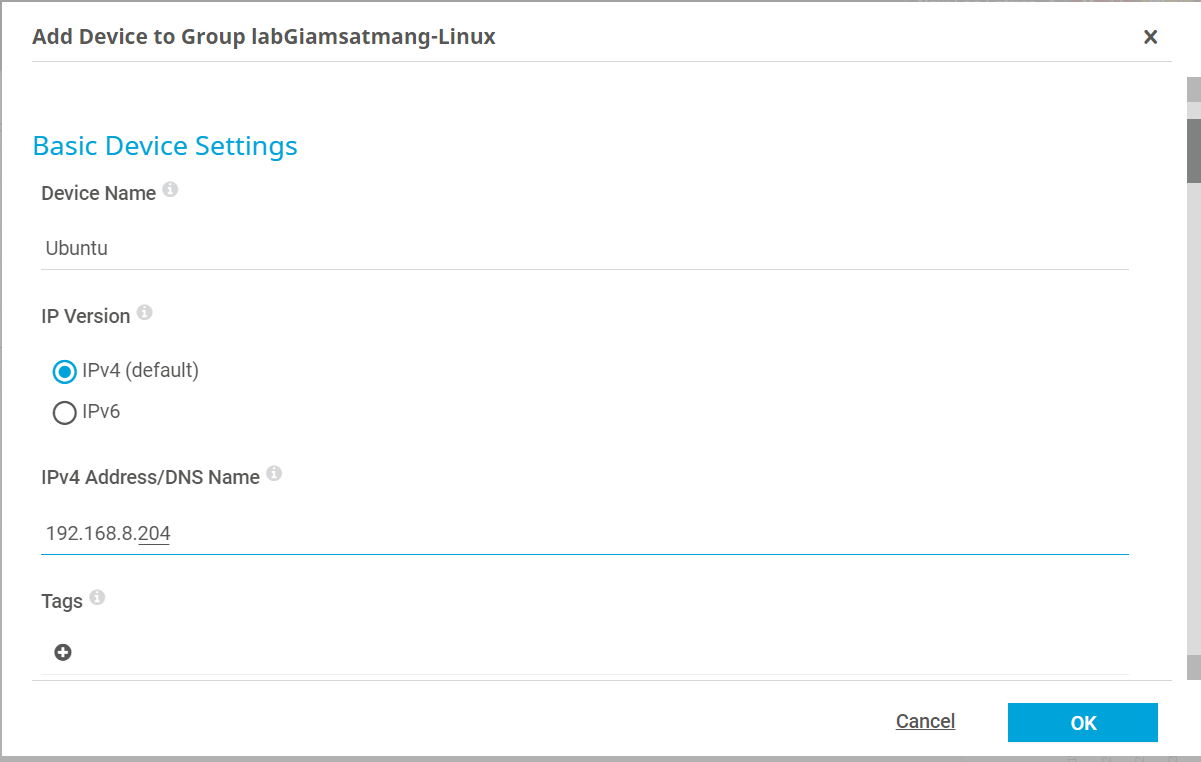 Add Device to Group labGiamsatmang-Linux
Basic Device Settings
Device Name
Ubuntu
IP Version
IPv4 (default)
IPv6
IPv4 Address/DNS Name
192.168.8.204
Tags
Cancel
OK